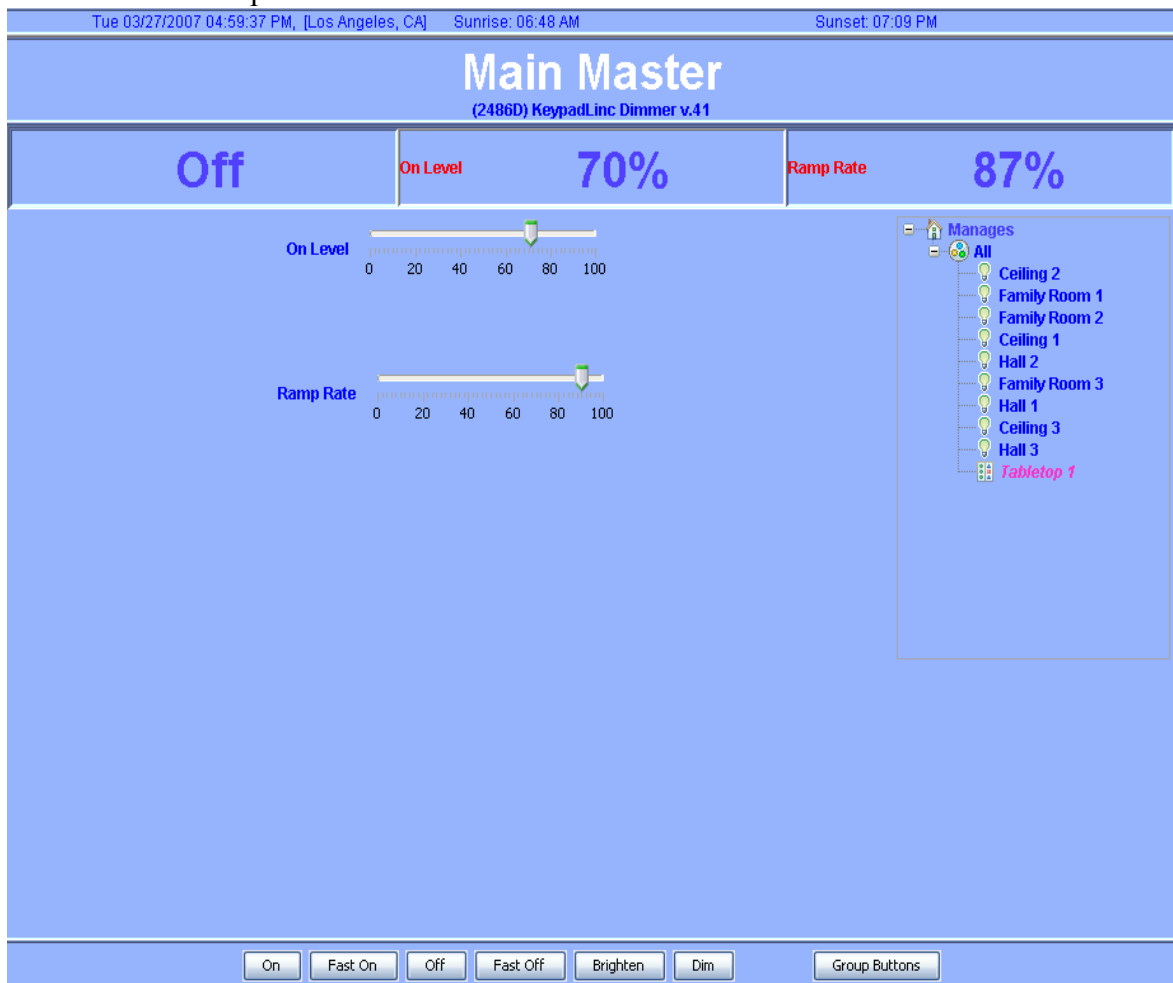 Tue 03/27/2007 04:59:37 PM, [Los Angeles, CA] Sunrise: 06:48 AM Sunset: 07:09 PM
Main Master
(2486D) KeypadLinc Dimmer v.41
Off On Level 70% Ramp Rate 87%
On Level
0 20 40 60 80 100
Ramp Rate
0 20 40 60 80 100
Manages
All
Ceiling 2
Family Room 1
Family Room 2
Ceiling 1
Hall 2
Family Room 3
Hall 1
Ceiling 3
Hall 3
Tabletop 1
On Fast On Off Fast Off Brighten Dim Group Buttons